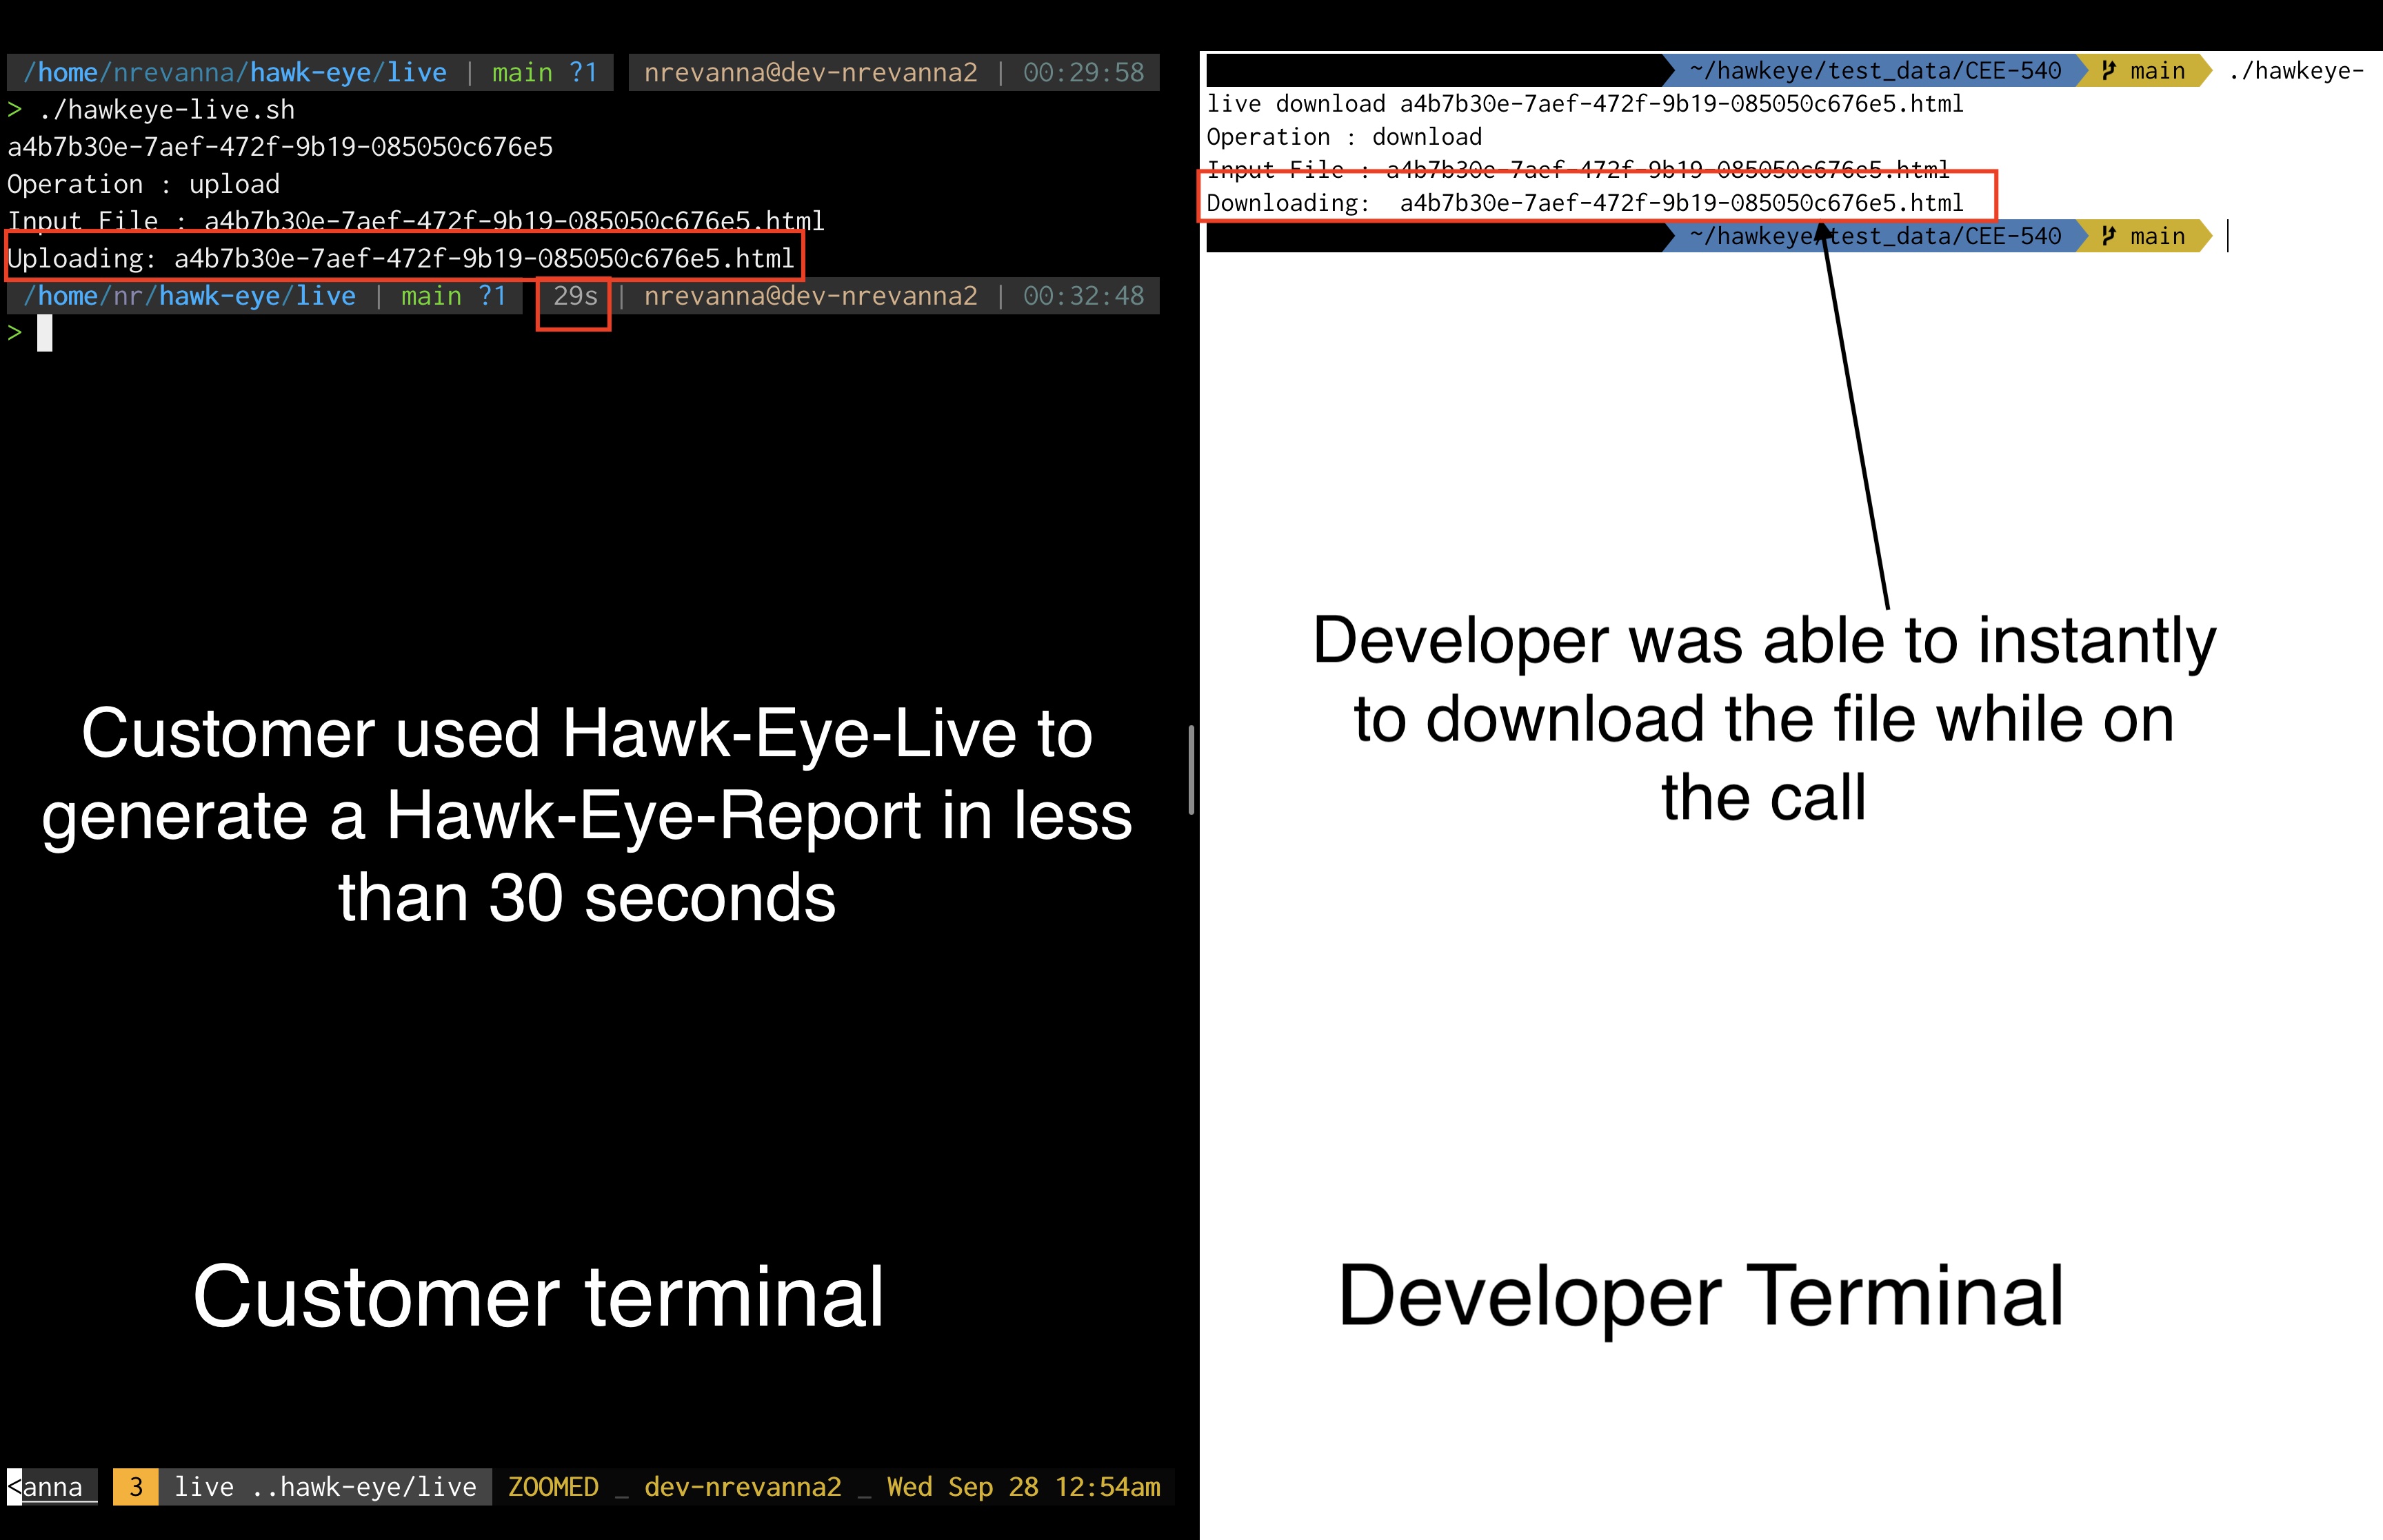 /home/nrevanna/hawk-eye/live | main ?1 nrevanna@dev-nrevanna2 | 00:29:58
> ./hawkeye-live.sh
a4b7b30e-7aef-472f-9b19-085050c676e5
Operation : upload
Input File : a4b7b30e-7aef-472f-9b19-085050c676e5.html
Uploading: a4b7b30e-7aef-472f-9b19-085050c676e5.html
/home/nr/hawk-eye/live | main ?1 29s | nrevanna@dev-nrevanna2 | 00:32:48
>
Customer used Hawk-Eye-Live to
generate a Hawk-Eye-Report in less
than 30 seconds
Customer terminal
<anna 3 live ..hawk-eye/live ZOOMED _ dev-nrevanna2 _ Wed Sep 28 12:54am
~/hawkeye/test_data/CEE-540 main ./hawkeye-
live download a4b7b30e-7aef-472f-9b19-085050c676e5.html
Operation : download
Input File : a4b7b30e-7aef-472f-9b19-085050c676e5.html
Downloading: a4b7b30e-7aef-472f-9b19-085050c676e5.html
~/hawkeye/test_data/CEE-540 main
Developer was able to instantly
to download the file while on
the call
Developer Terminal